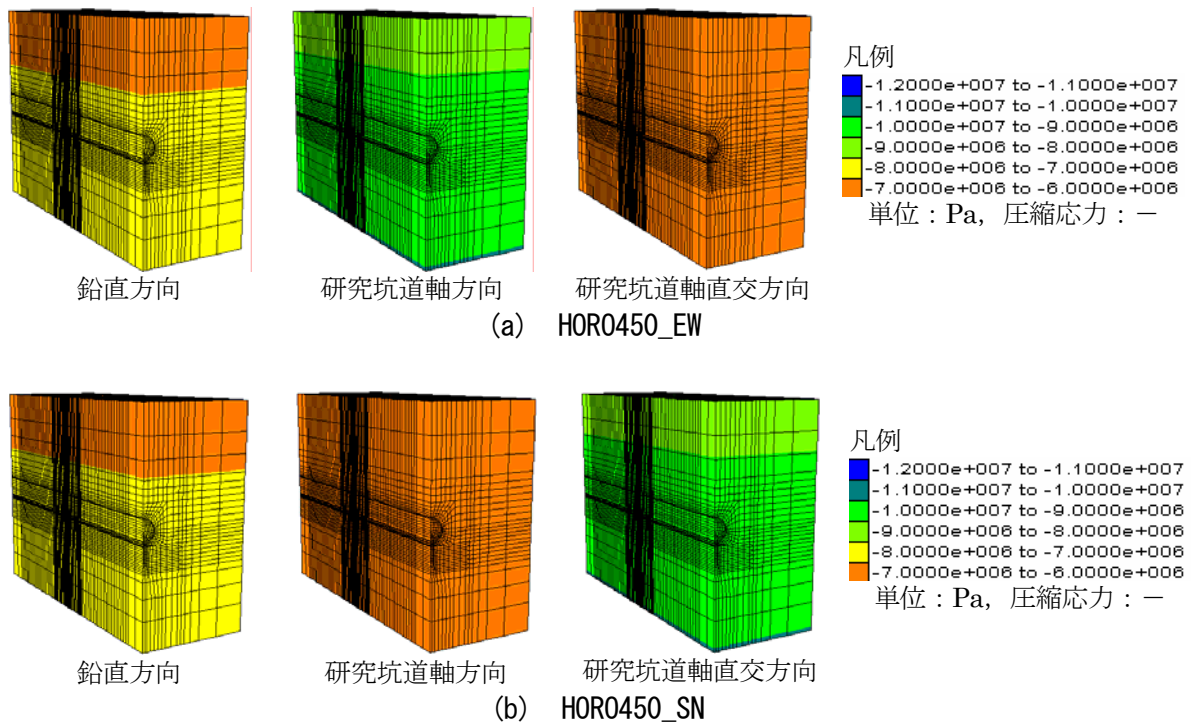 凡例
-1.2000e+007 to -1.1000e+007
-1.1000e+007 to -1.0000e+007
-1.0000e+007 to -9.0000e+006
-9.0000e+006 to -8.0000e+006
-8.0000e+006 to -7.0000e+006
-7.0000e+006 to -6.0000e+006
単位：Pa，圧縮応力：－
鉛直方向
研究坑道軸方向
研究坑道軸直交方向
(a) HORO450_EW
凡例
-1.2000e+007 to -1.1000e+007
-1.1000e+007 to -1.0000e+007
-1.0000e+007 to -9.0000e+006
-9.0000e+006 to -8.0000e+006
-8.0000e+006 to -7.0000e+006
-7.0000e+006 to -6.0000e+006
単位：Pa，圧縮応力：－
鉛直方向
研究坑道軸方向
研究坑道軸直交方向
(b) HORO450_SN